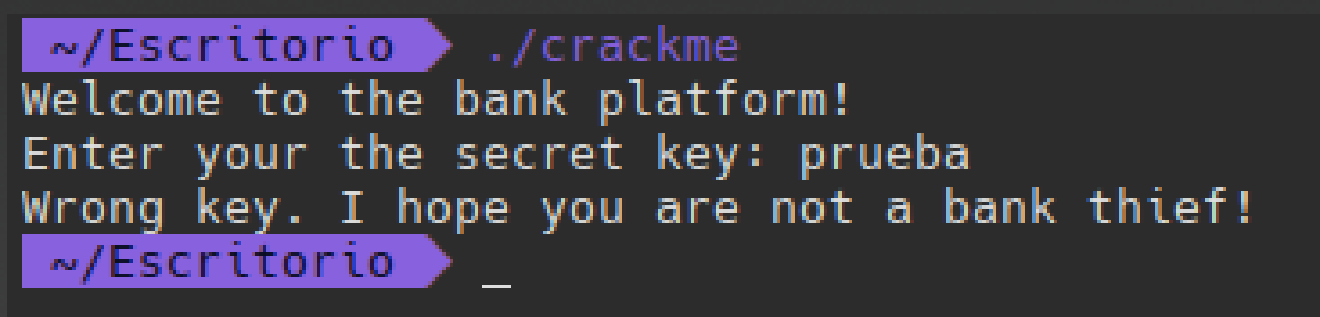 ~/Escritorio ./crackme
Welcome to the bank platform!
Enter your the secret key: prueba
Wrong key. I hope you are not a bank thief!
~/Escritorio _